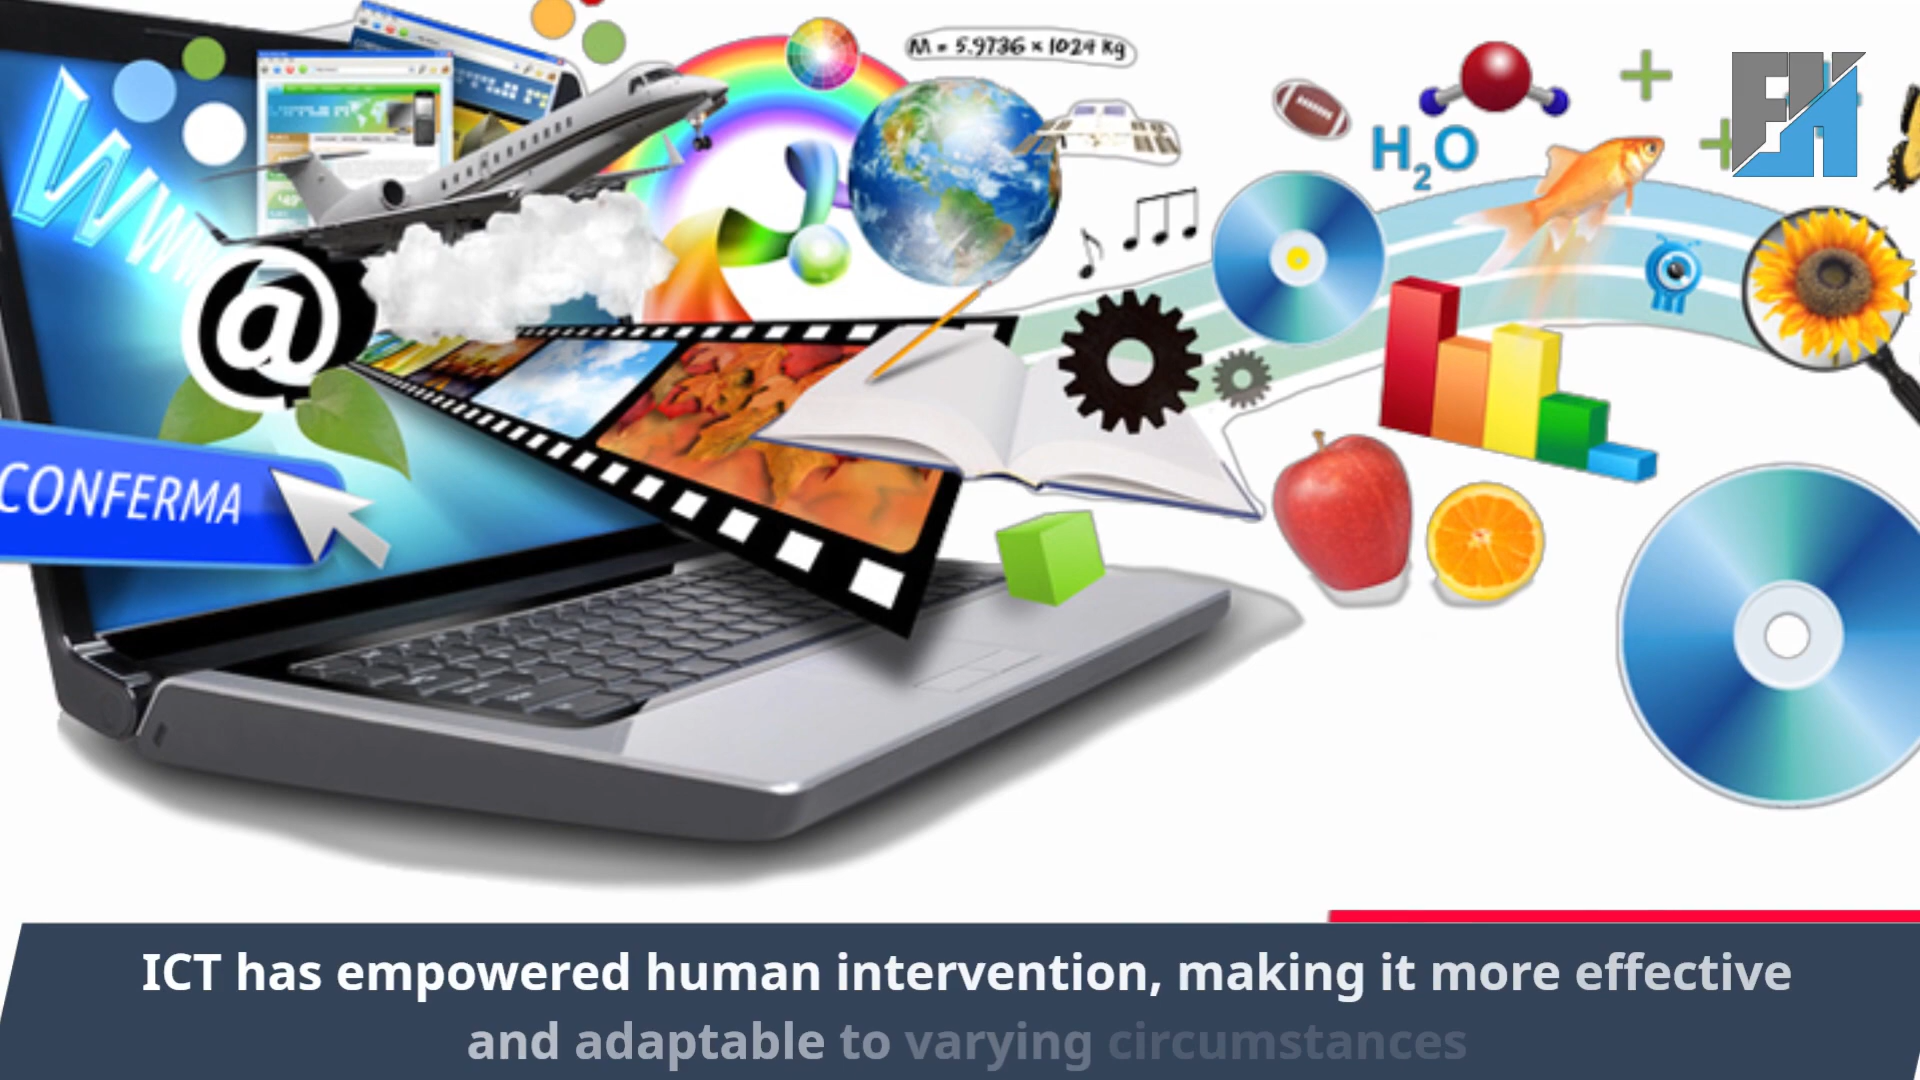 M = 5.9736 x 1024 kg
H2O
WWW
@
CONFERMA
ICT has empowered human intervention, making it more effective
and adaptable to varying circumstances